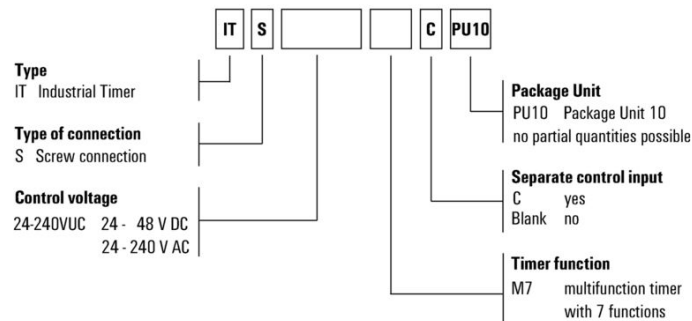 IT S C PU10
Type
IT Industrial Timer
Type of connection
S Screw connection
Control voltage
24-240VUC 24 - 48 V DC
24 - 240 V AC
Package Unit
PU10 Package Unit 10
no partial quantities possible
Separate control input
C yes
Blank no
Timer function
M7 multifunction timer
with 7 functions